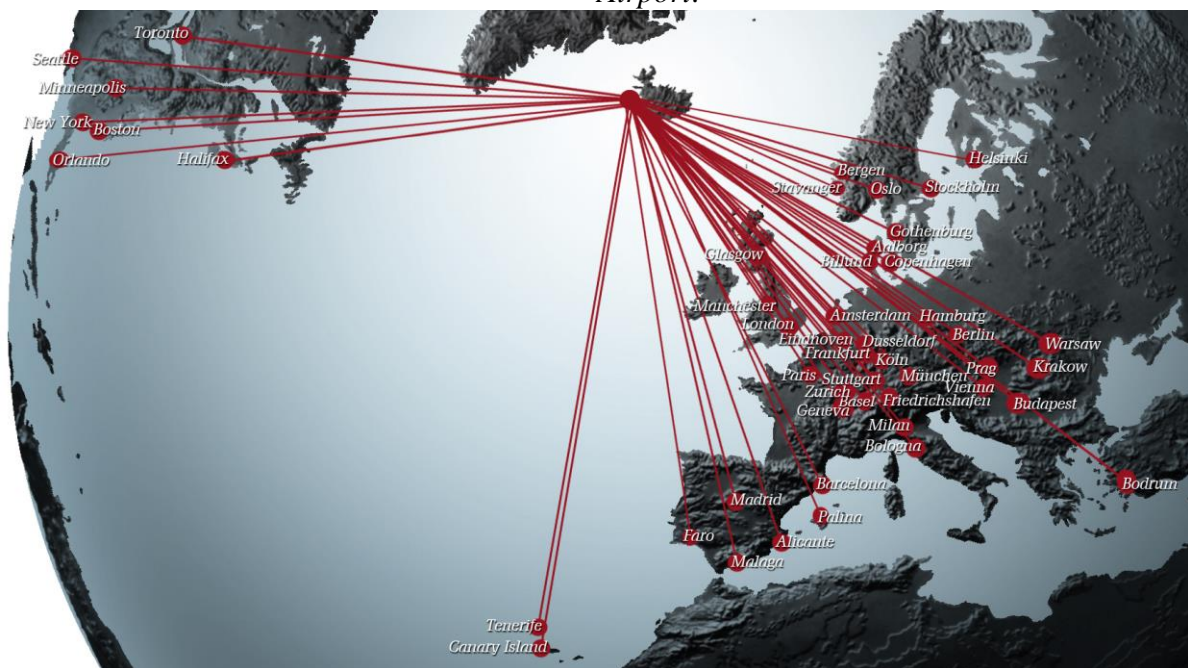 Airport.
Toronto
Seattle
Minneapolis
New York
Boston
Orlando
Halifax
Helsinki
Bergen
Stavanger
Oslo
Stockholm
Gothenburg
Aalborg
Billund
Copenhagen
Glasgow
Manchester
London
Amsterdam
Hamburg
Berlin
Eindhoven
Dusseldorf
Frankfurt
Köln
Warsaw
Krakow
Paris
Stuttgart
München
Prag
Vienna
Zurich
Basel
Friedrichshafen
Geneva
Budapest
Milan
Bologna
Bodrum
Barcelona
Madrid
Palina
Faro
Alicante
Malaga
Tenerife
Canary Island